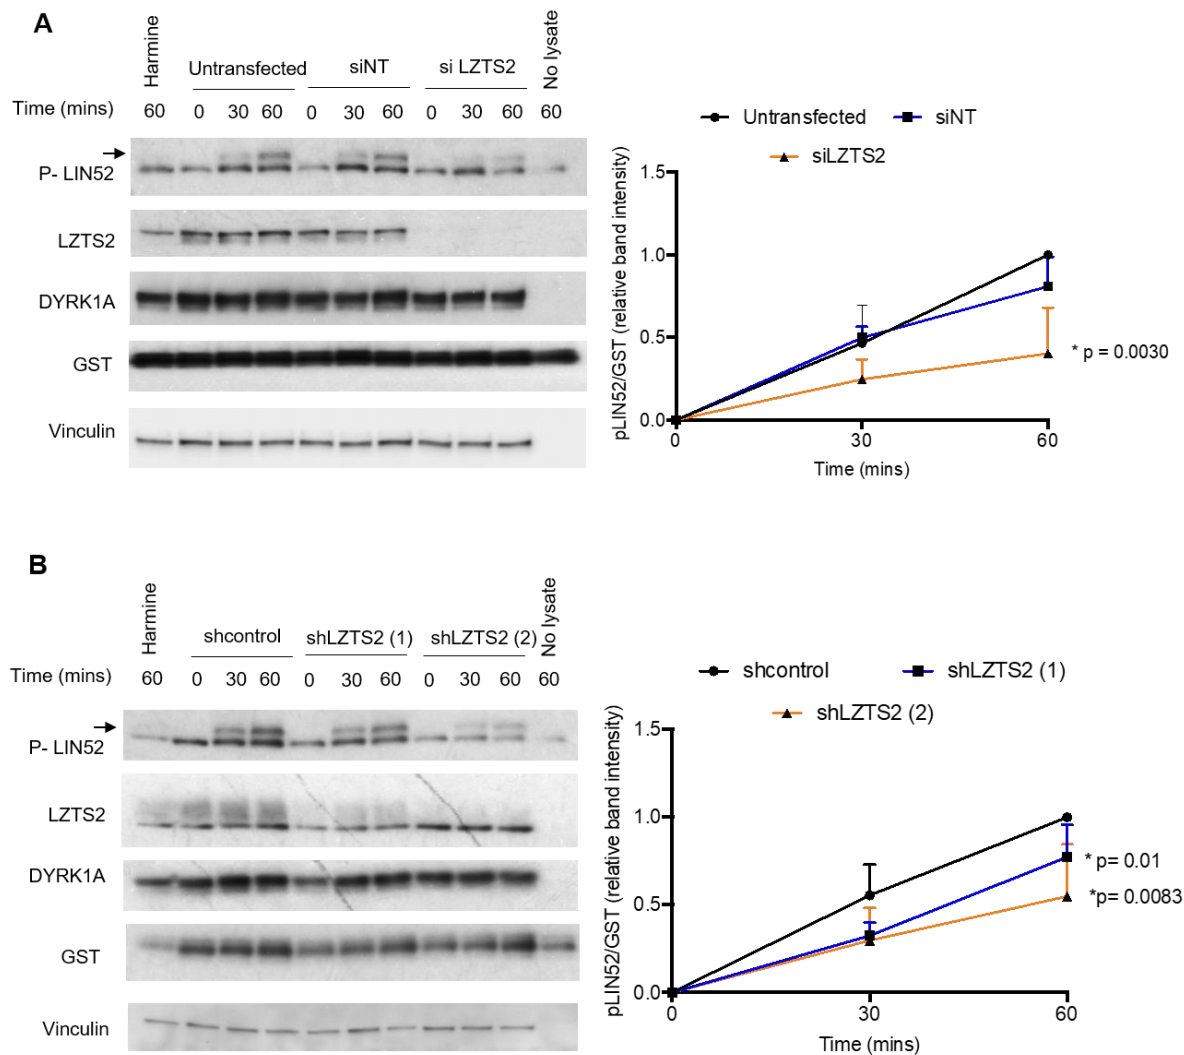 A
Harmine
Untransfected siNT si LZTS2
No lysate
Time (mins) 60 0 30 60 0 30 60 0 30 60 60
P- LIN52
LZTS2
DYRK1A
GST
Vinculin
Untransfected siNT
siLZTS2
pLIN52/GST (relative band intensity)
1.5
1.0
0.5
0.0
* p = 0.0030
0 30 60
Time (mins)
B
Harmine
shcontrol shLZTS2 (1) shLZTS2 (2)
No lysate
Time (mins) 60 0 30 60 0 30 60 0 30 60 60
P- LIN52
LZTS2
DYRK1A
GST
Vinculin
shcontrol shLZTS2 (1)
shLZTS2 (2)
pLIN52/GST (relative band intensity)
1.5
1.0
0.5
0.0
* p= 0.01
*p= 0.0083
0 30 60
Time (mins)